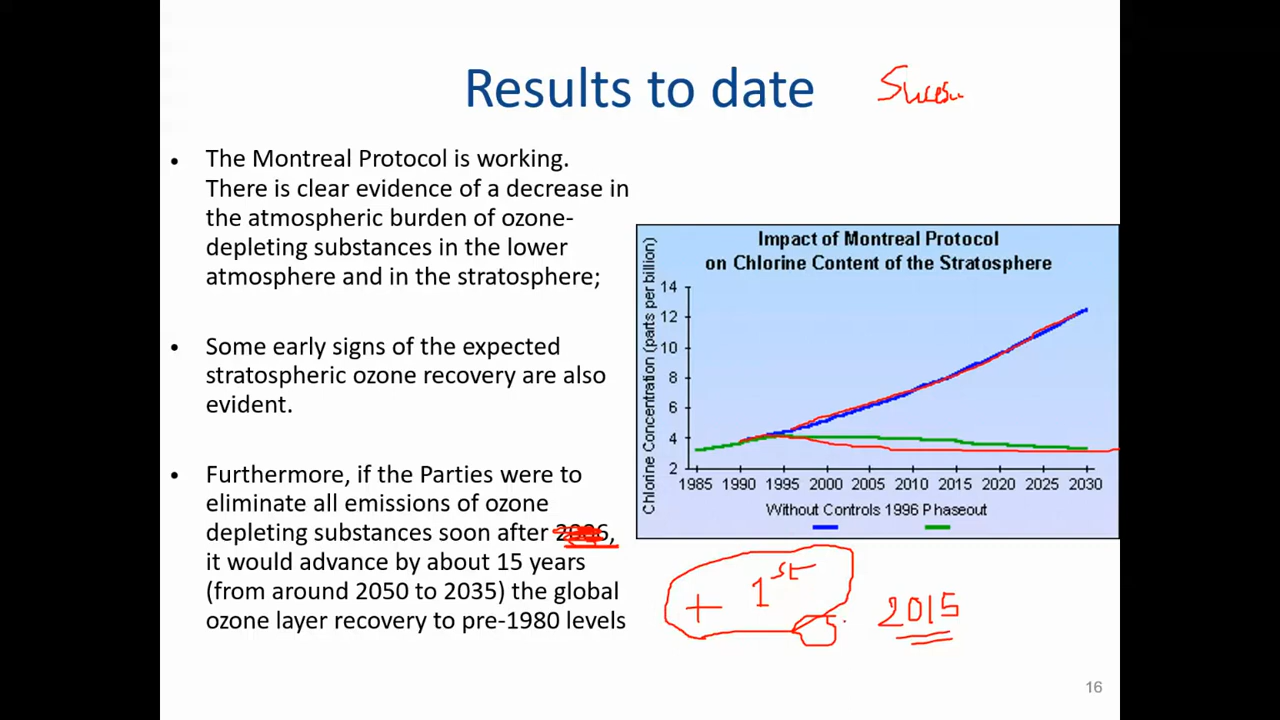 Results to date
• The Montreal Protocol is working.
There is clear evidence of a decrease in
the atmospheric burden of ozone-
depleting substances in the lower
atmosphere and in the stratosphere;
• Some early signs of the expected
stratospheric ozone recovery are also
evident.
• Furthermore, if the Parties were to
eliminate all emissions of ozone
depleting substances soon after
it would advance by about 15 years
(from around 2050 to 2035) the global
ozone layer recovery to pre-1980 levels
Impact of Montreal Protocol
on Chlorine Content of the Stratosphere
Chlorine Concentration (parts per billion)
14
12
10
8
6
4
2
1985 1990 1995 2000 2005 2010 2015 2020 2025 2030
Without Controls 1996 Phaseout
+ 1st
2015
16